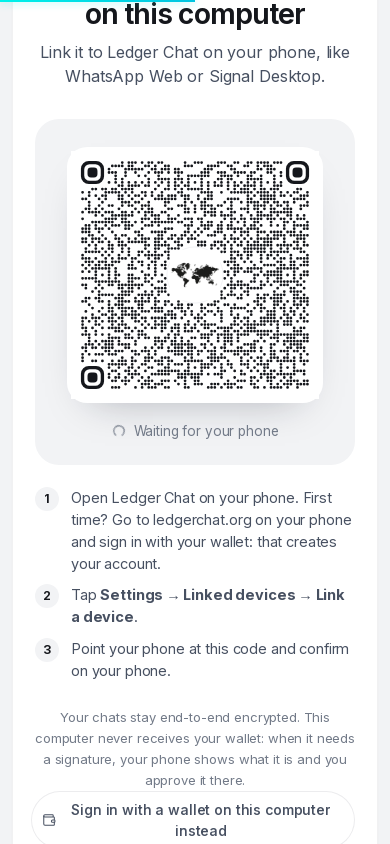 on this computer
Link it to Ledger Chat on your phone, like
WhatsApp Web or Signal Desktop.
Waiting for your phone
1 Open Ledger Chat on your phone. First
time? Go to ledgerchat.org on your phone
and sign in with your wallet: that creates
your account.
2 Tap Settings → Linked devices → Link
a device.
3 Point your phone at this code and confirm
on your phone.
Your chats stay end-to-end encrypted. This
computer never receives your wallet: when it needs
a signature, your phone shows what it is and you
approve it there.
Sign in with a wallet on this computer
instead